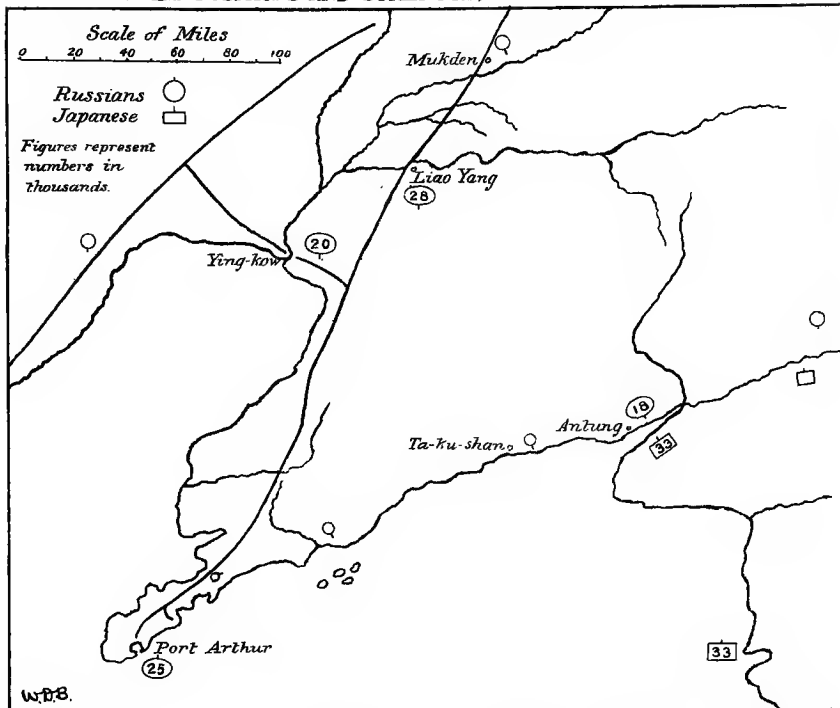 Scale of Miles
0 20 40 60 80 100
Russians
Japanese
Figures represent
numbers in
thousands.
Mukden
Liao Yang
28
20
Ying-kow
18
Antung
Ta-ku-shan
33
33
Port Arthur
25
W.D.B.